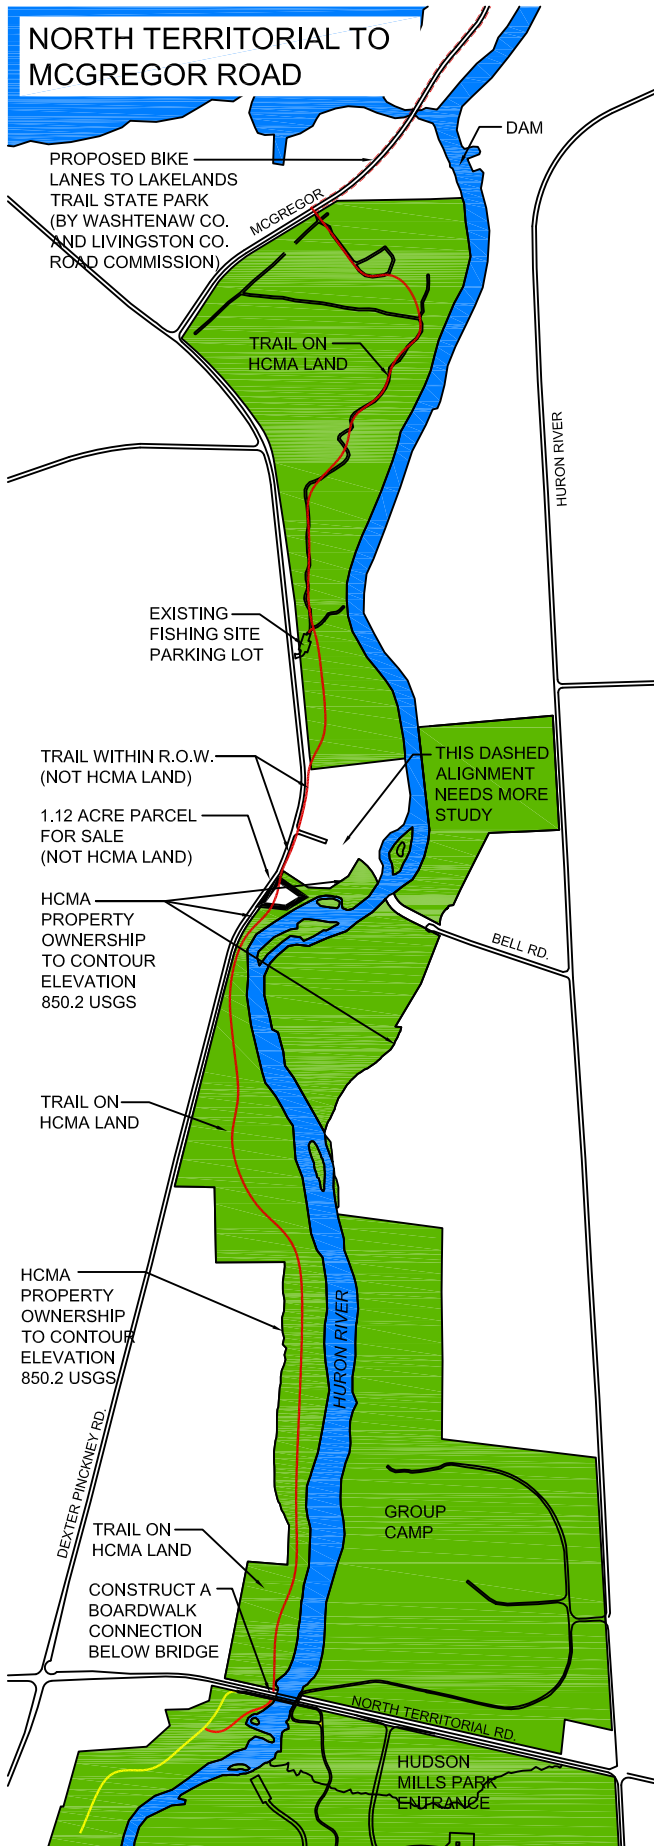 NORTH TERRITORIAL TO
MCGREGOR ROAD
DAM
PROPOSED BIKE
LANES TO LAKELANDS
TRAIL STATE PARK
(BY WASHTENAW CO.
AND LIVINGSTON CO.
ROAD COMMISSION)
MCGREGOR
TRAIL ON
HCMA LAND
HURON RIVER
EXISTING
FISHING SITE
PARKING LOT
TRAIL WITHIN R.O.W.
(NOT HCMA LAND)
THIS DASHED
ALIGNMENT
NEEDS MORE
STUDY
1.12 ACRE PARCEL
FOR SALE
(NOT HCMA LAND)
HCMA
PROPERTY
OWNERSHIP
TO CONTOUR
ELEVATION
850.2 USGS
BELL RD.
TRAIL ON
HCMA LAND
HCMA
PROPERTY
OWNERSHIP
TO CONTOUR
ELEVATION
850.2 USGS
HURON RIVER
DEXTER PINCKNEY RD.
GROUP
CAMP
TRAIL ON
HCMA LAND
CONSTRUCT A
BOARDWALK
CONNECTION
BELOW BRIDGE
NORTH TERRITORIAL RD.
HUDSON
MILLS PARK
ENTRANCE